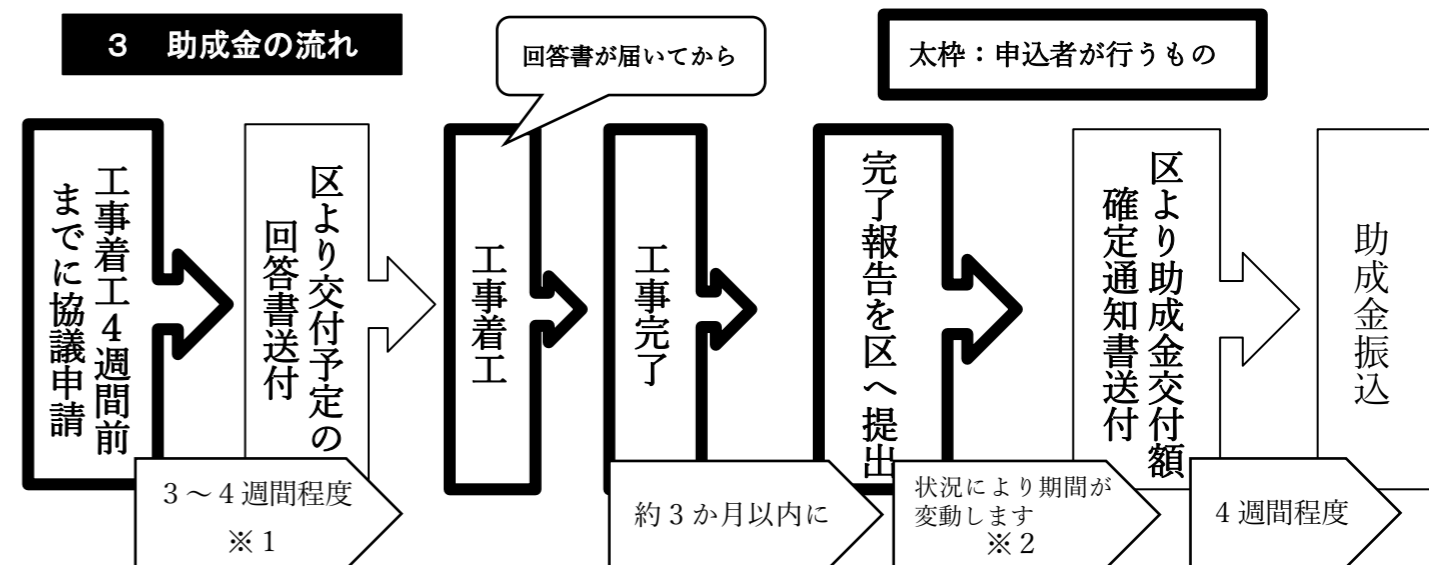 3 助成金の流れ
回答書が届いてから
太枠：申込者が行うもの
工事着工４週間前
までに協議申請
区より交付予定の
回答書送付
工事着工
工事完了
完了報告を区へ提出
区より助成金交付額
確定通知書送付
助成金振込
３～４週間程度
※１
約３か月以内に
状況により期間が
変動します
※２
４週間程度